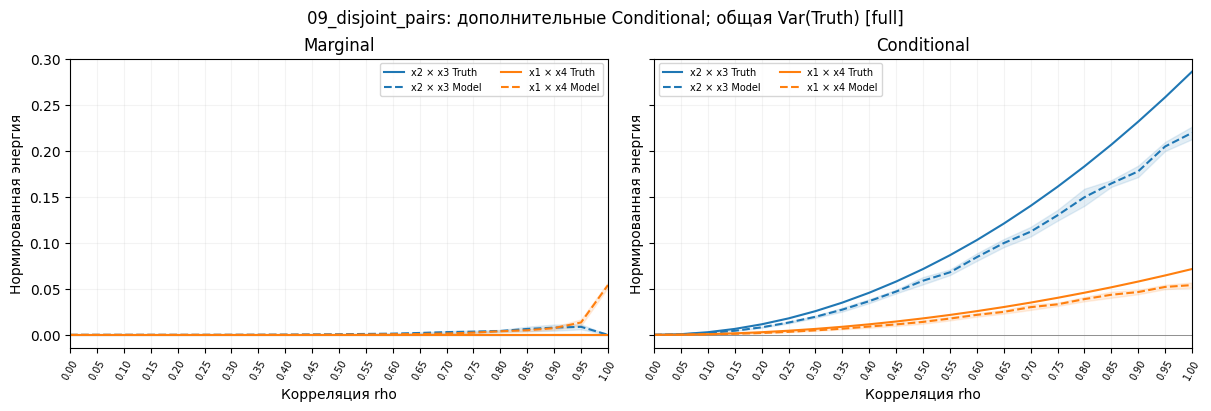 09_disjoint_pairs: дополнительные Conditional; общая Var(Truth) [full]
Marginal
Нормированная энергия
0.30
0.25
0.20
0.15
0.10
0.05
0.00
x2 × x3 Truth
x2 × x3 Model
x1 × x4 Truth
x1 × x4 Model
0.00 0.05 0.10 0.15 0.20 0.25 0.30 0.35 0.40 0.45 0.50 0.55 0.60 0.65 0.70 0.75 0.80 0.85 0.90 0.95 1.00
Корреляция rho
Conditional
Нормированная энергия
x2 × x3 Truth
x2 × x3 Model
x1 × x4 Truth
x1 × x4 Model
0.00 0.05 0.10 0.15 0.20 0.25 0.30 0.35 0.40 0.45 0.50 0.55 0.60 0.65 0.70 0.75 0.80 0.85 0.90 0.95 1.00
Корреляция rho